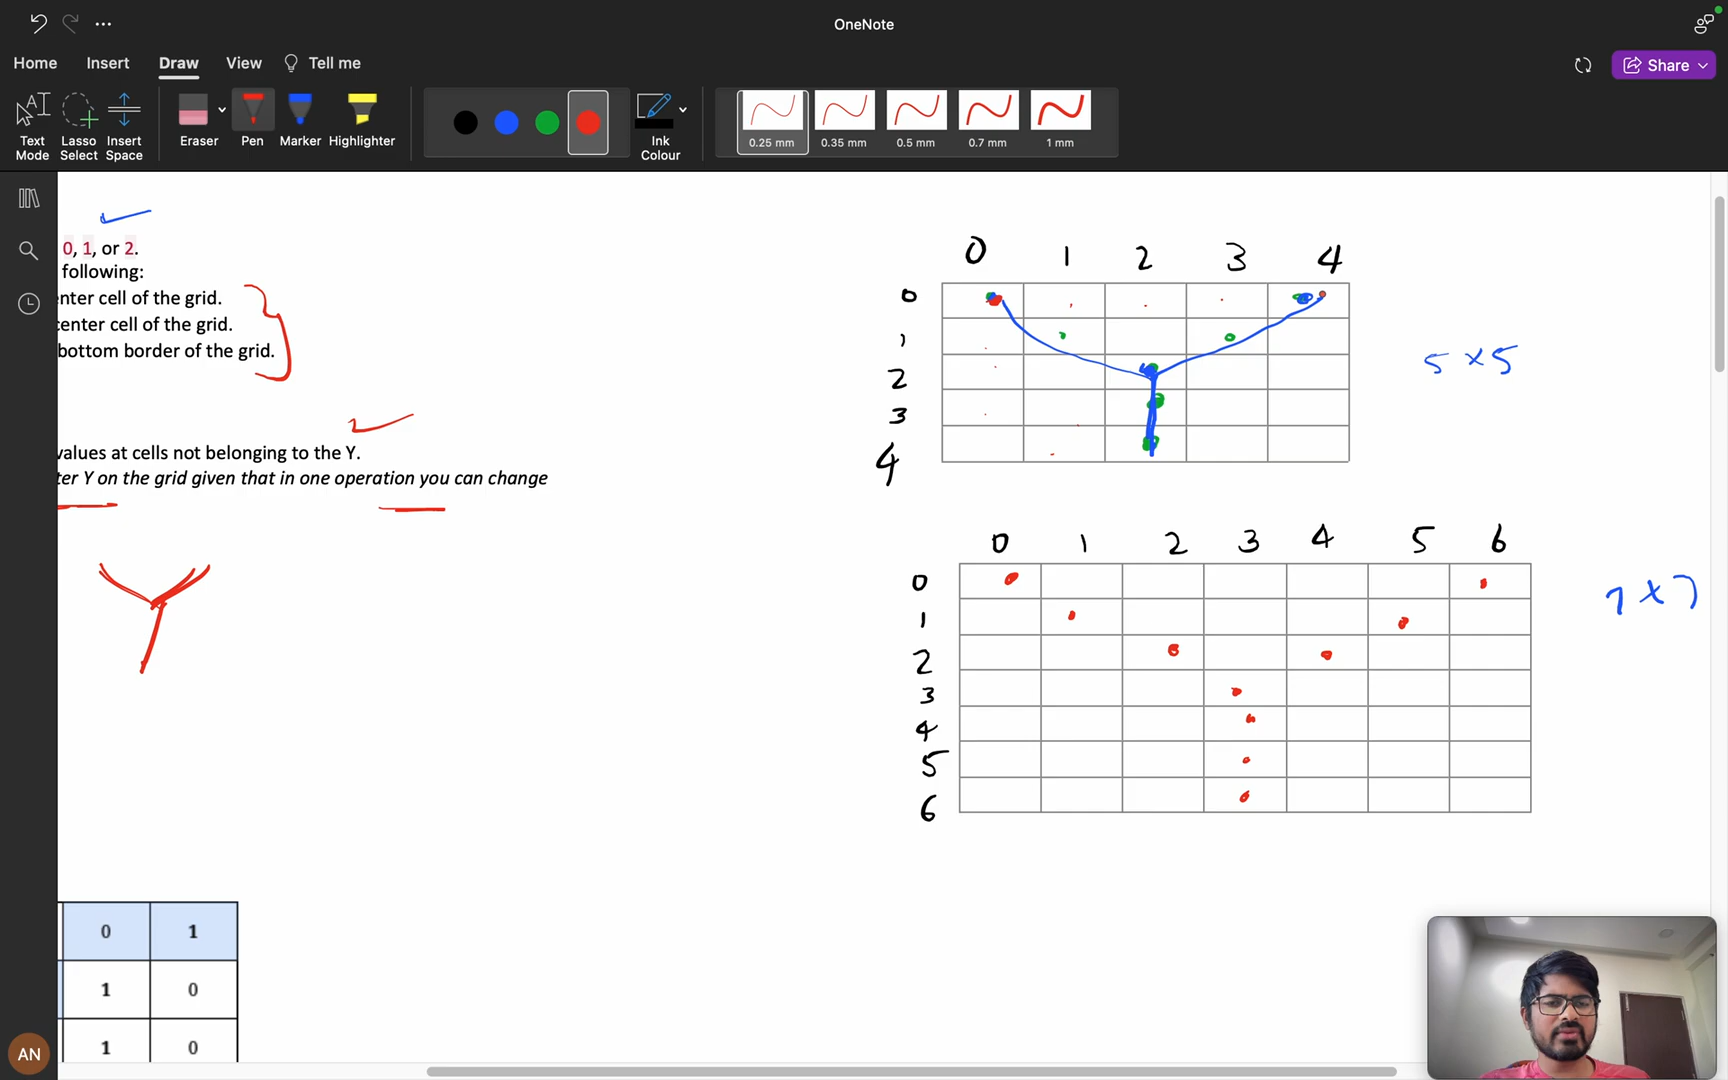 OneNote
Home Insert Draw View Tell me
Share
Text Mode
Lasso Select
Insert Space
Eraser
Pen
Marker
Highlighter
Ink Colour
0.25 mm
0.35 mm
0.5 mm
0.7 mm
1 mm
0, 1, or 2.
following:
enter cell of the grid.
center cell of the grid.
bottom border of the grid.
values at cells not belonging to the Y.
ter Y on the grid given that in one operation you can change
0 1 2 3 4
0
1
2
3
4
5 x 5
0 1 2 3 4 5 6
0
1
2
3
4
5
6
7 x 7
0 1
1 0
1 0
AN